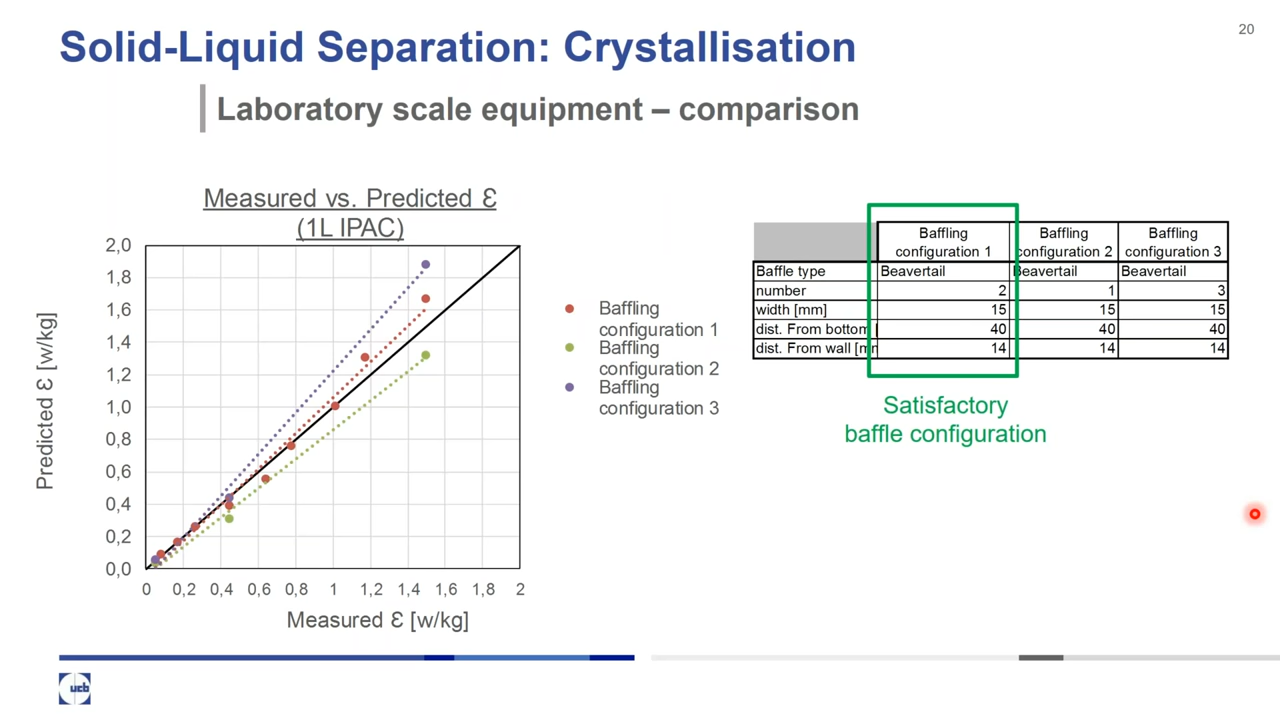 20
Solid-Liquid Separation: Crystallisation
Laboratory scale equipment – comparison
Measured vs. Predicted Ɛ
(1L IPAC)
2,0
1,8
1,6
1,4
1,2
1,0
0,8
0,6
0,4
0,2
0,0
Predicted Ɛ [w/kg]
0 0,2 0,4 0,6 0,8 1 1,2 1,4 1,6 1,8 2
Measured Ɛ [w/kg]
Baffling
configuration 1
Baffling
configuration 2
Baffling
configuration 3
Baffling Baffling Baffling
configuration 1 configuration 2 configuration 3
Baffle type Beavertail Beavertail Beavertail
number 2 1 3
width [mm] 15 15 15
dist. From bottom [ 40 40 40
dist. From wall [mm 14 14 14
Satisfactory
baffle configuration
ucb